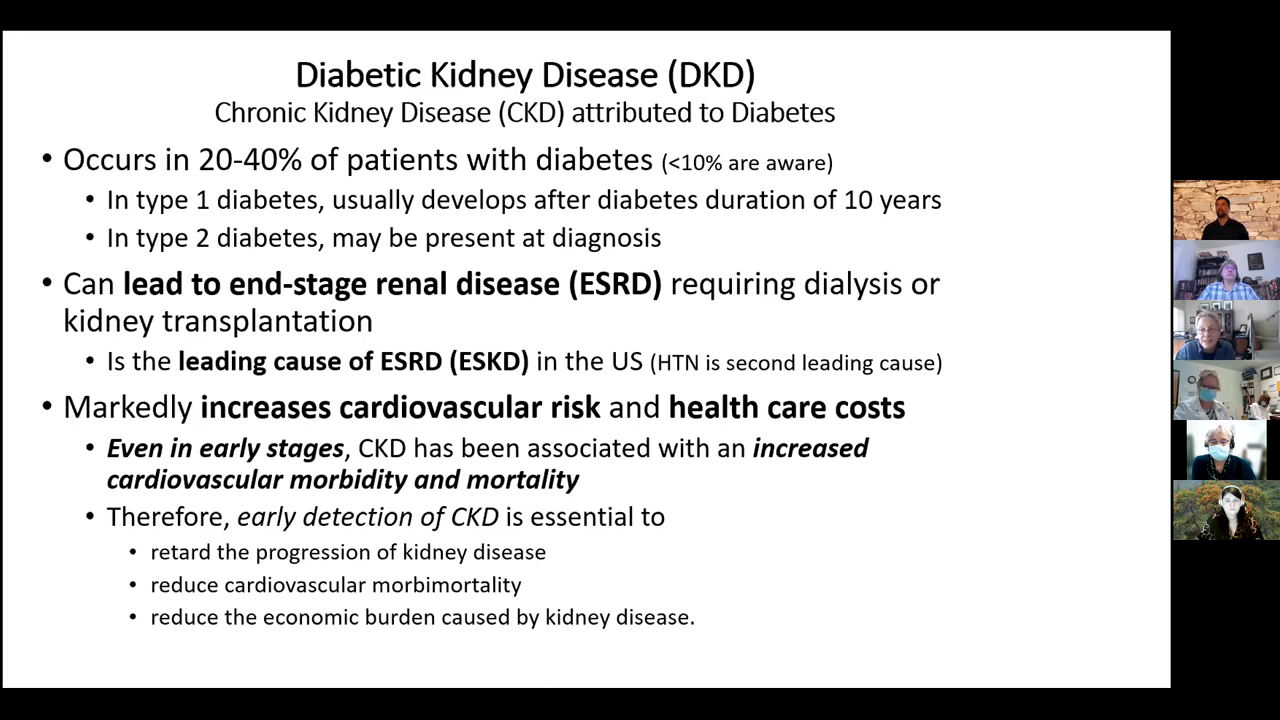 Diabetic Kidney Disease (DKD)
Chronic Kidney Disease (CKD) attributed to Diabetes
• Occurs in 20-40% of patients with diabetes (<10% are aware)
• In type 1 diabetes, usually develops after diabetes duration of 10 years
• In type 2 diabetes, may be present at diagnosis
• Can lead to end-stage renal disease (ESRD) requiring dialysis or
kidney transplantation
• Is the leading cause of ESRD (ESKD) in the US (HTN is second leading cause)
• Markedly increases cardiovascular risk and health care costs
• Even in early stages, CKD has been associated with an increased
cardiovascular morbidity and mortality
• Therefore, early detection of CKD is essential to
• retard the progression of kidney disease
• reduce cardiovascular morbimortality
• reduce the economic burden caused by kidney disease.